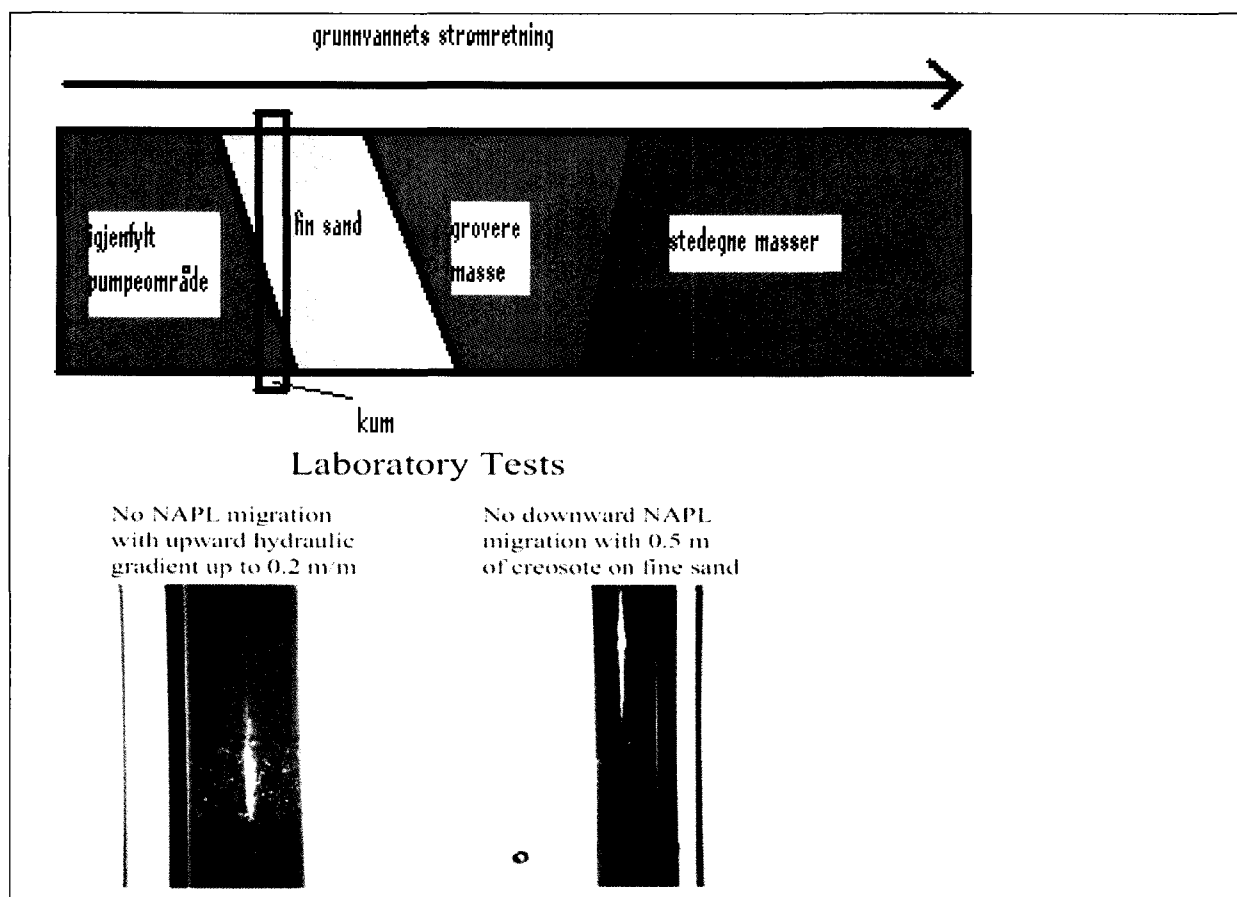 grunnvannets strømretning
igjenfylt
pumpeområde
fin sand
grovere
masse
stedegne masser
kum
Laboratory Tests
No NAPL migration
with upward hydraulic
gradient up to 0.2 m/m
No downward NAPL
migration with 0.5 m
of creosote on fine sand